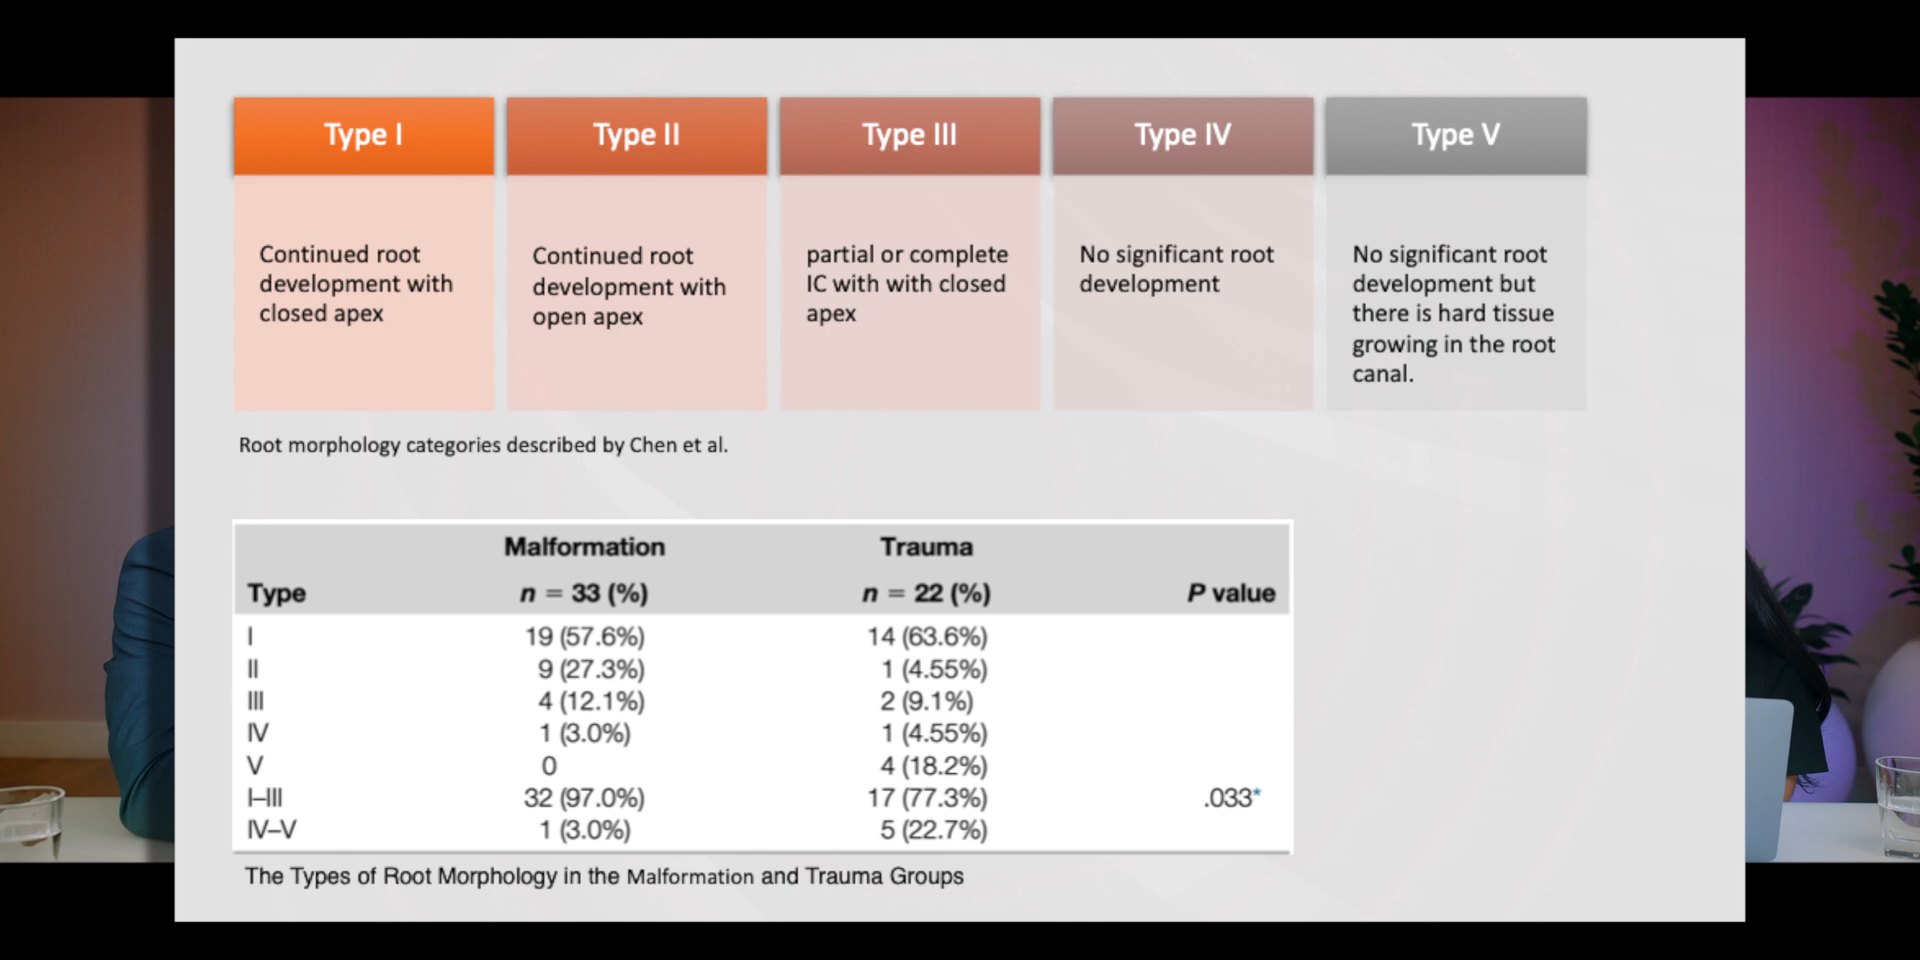 Type I
Type II
Type III
Type IV
Type V
Continued root
development with
closed apex
Continued root
development with
open apex
partial or complete
IC with with closed
apex
No significant root
development
No significant root
development but
there is hard tissue
growing in the root
canal.
Root morphology categories described by Chen et al.
Malformation Trauma
Type n = 33 (%) n = 22 (%) P value
I 19 (57.6%) 14 (63.6%)
II 9 (27.3%) 1 (4.55%)
III 4 (12.1%) 2 (9.1%)
IV 1 (3.0%) 1 (4.55%)
V 0 4 (18.2%)
I–III 32 (97.0%) 17 (77.3%) .033*
IV–V 1 (3.0%) 5 (22.7%)
The Types of Root Morphology in the Malformation and Trauma Groups